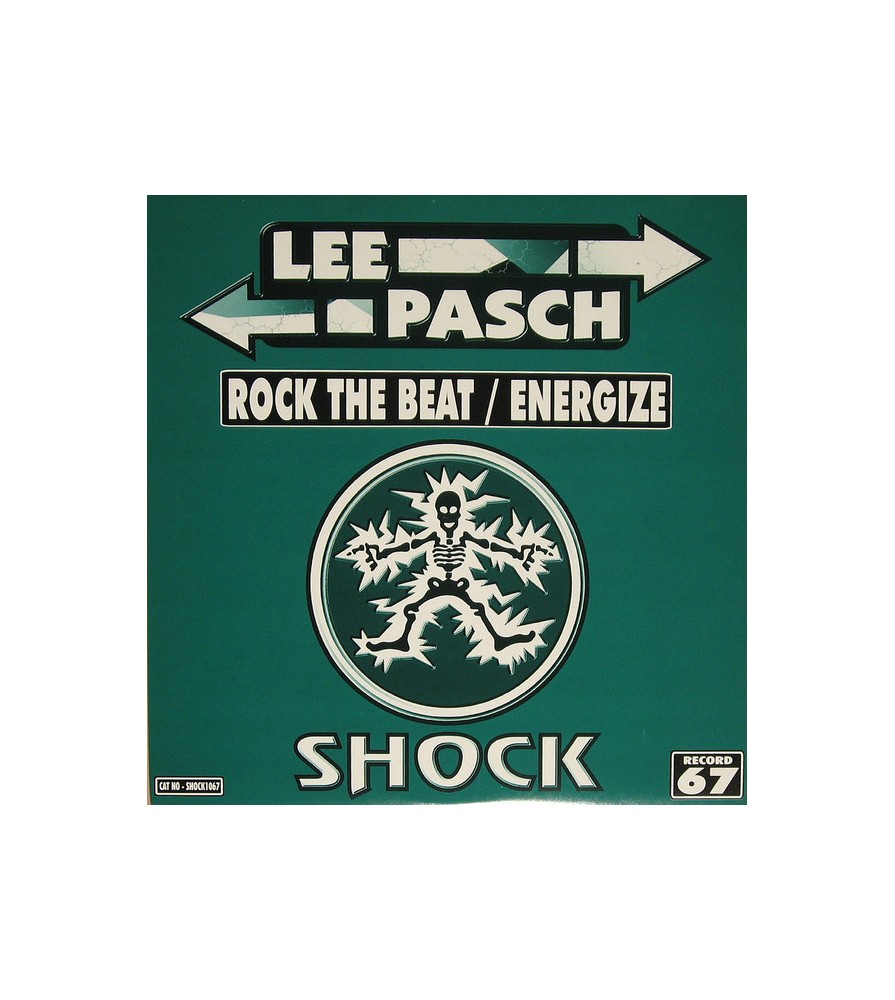 LEE
PASCH
ROCK THE BEAT / ENERGIZE
SHOCK
CAT NO - SHOCK1067
RECORD
67